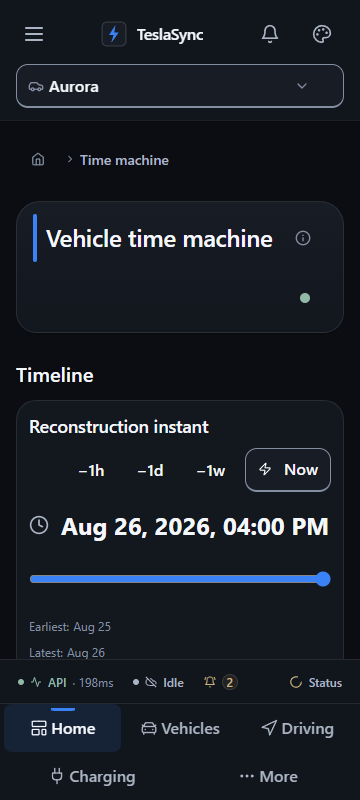 TeslaSync
Aurora
Time machine
Vehicle time machine
Timeline
Reconstruction instant
−1h −1d −1w Now
Aug 26, 2026, 04:00 PM
Earliest: Aug 25
Latest: Aug 26
API · 198ms Idle 2 Status
Home Vehicles Driving
Charging More